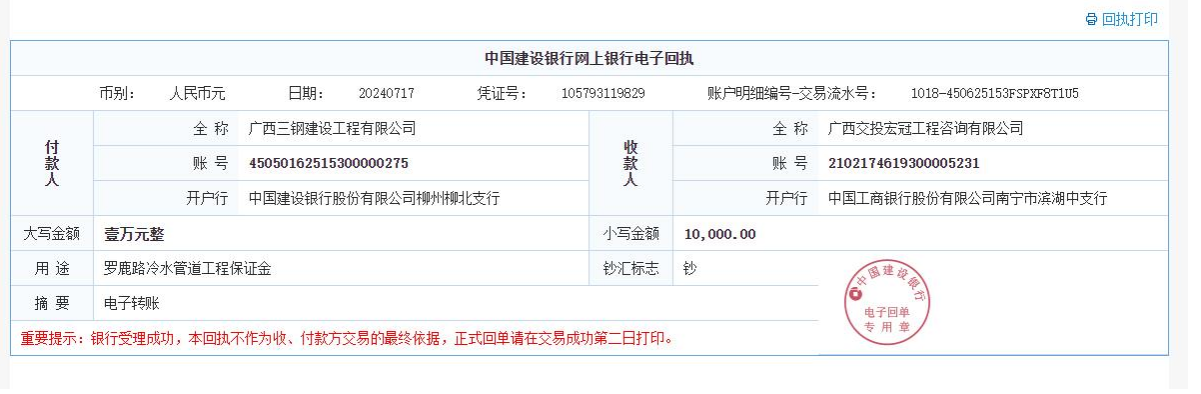 回执打印
中国建设银行网上银行电子回执
币别： 人民币元 日期： 20240717 凭证号： 105793119829 账户明细编号-交易流水号： 1018-450625153FSPXF8T1U5
付款人 全 称 广西三钢建设工程有限公司 收款人 全 称 广西交投宏冠工程咨询有限公司
账 号 45050162515300000275 账 号 2102174619300005231
开户行 中国建设银行股份有限公司柳州柳北支行 开户行 中国工商银行股份有限公司南宁市滨湖中支行
大写金额 壹万元整 小写金额 10,000.00
用 途 罗鹿路冷水管道工程保证金 钞汇标志 钞
摘 要 电子转账
重要提示：银行受理成功，本回执不作为收、付款方交易的最终依据，正式回单请在交易成功第二日打印。
中国建设银行
电子回单
专用章